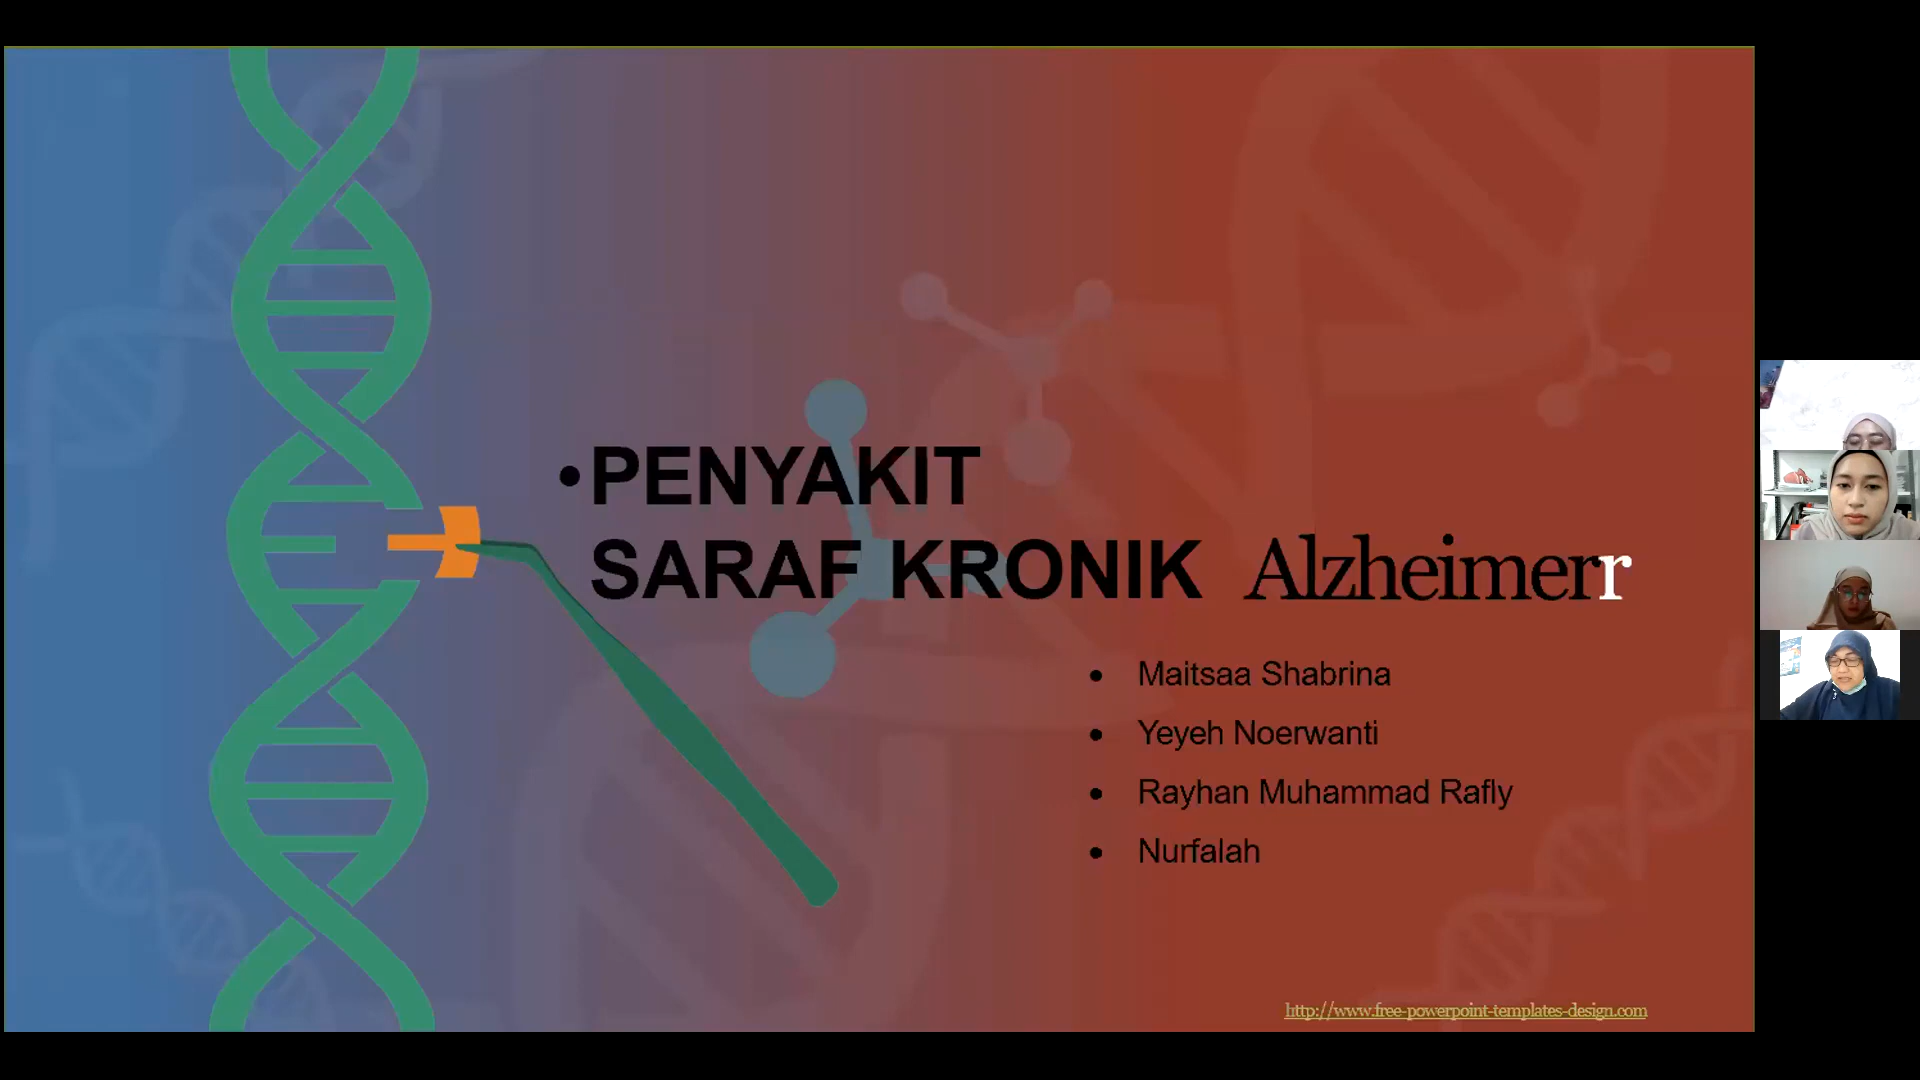 • PENYAKIT
SARAF KRONIK Alzheimerr
• Maitsaa Shabrina
• Yeyeh Noerwanti
• Rayhan Muhammad Rafly
• Nurfalah
http://www.free-powerpoint-templates-design.com